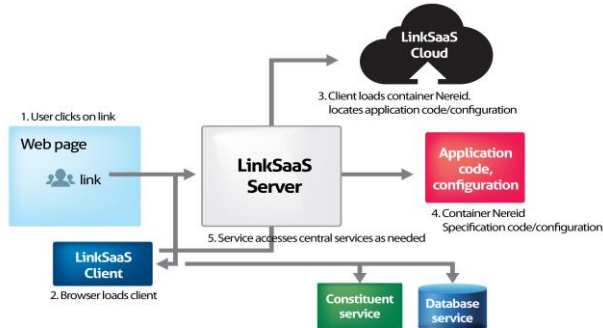 LinkSaaS
Cloud
1. User clicks on link
3. Client loads container Nereid.
locates application code/configuration
Web page
link
LinkSaaS
Server
Application
code,
configuration
4. Container Nereid
Specification code/configuration
5. Service accesses central services as needed
LinkSaaS
Client
2. Browser loads client
Constituent
service
Database
service